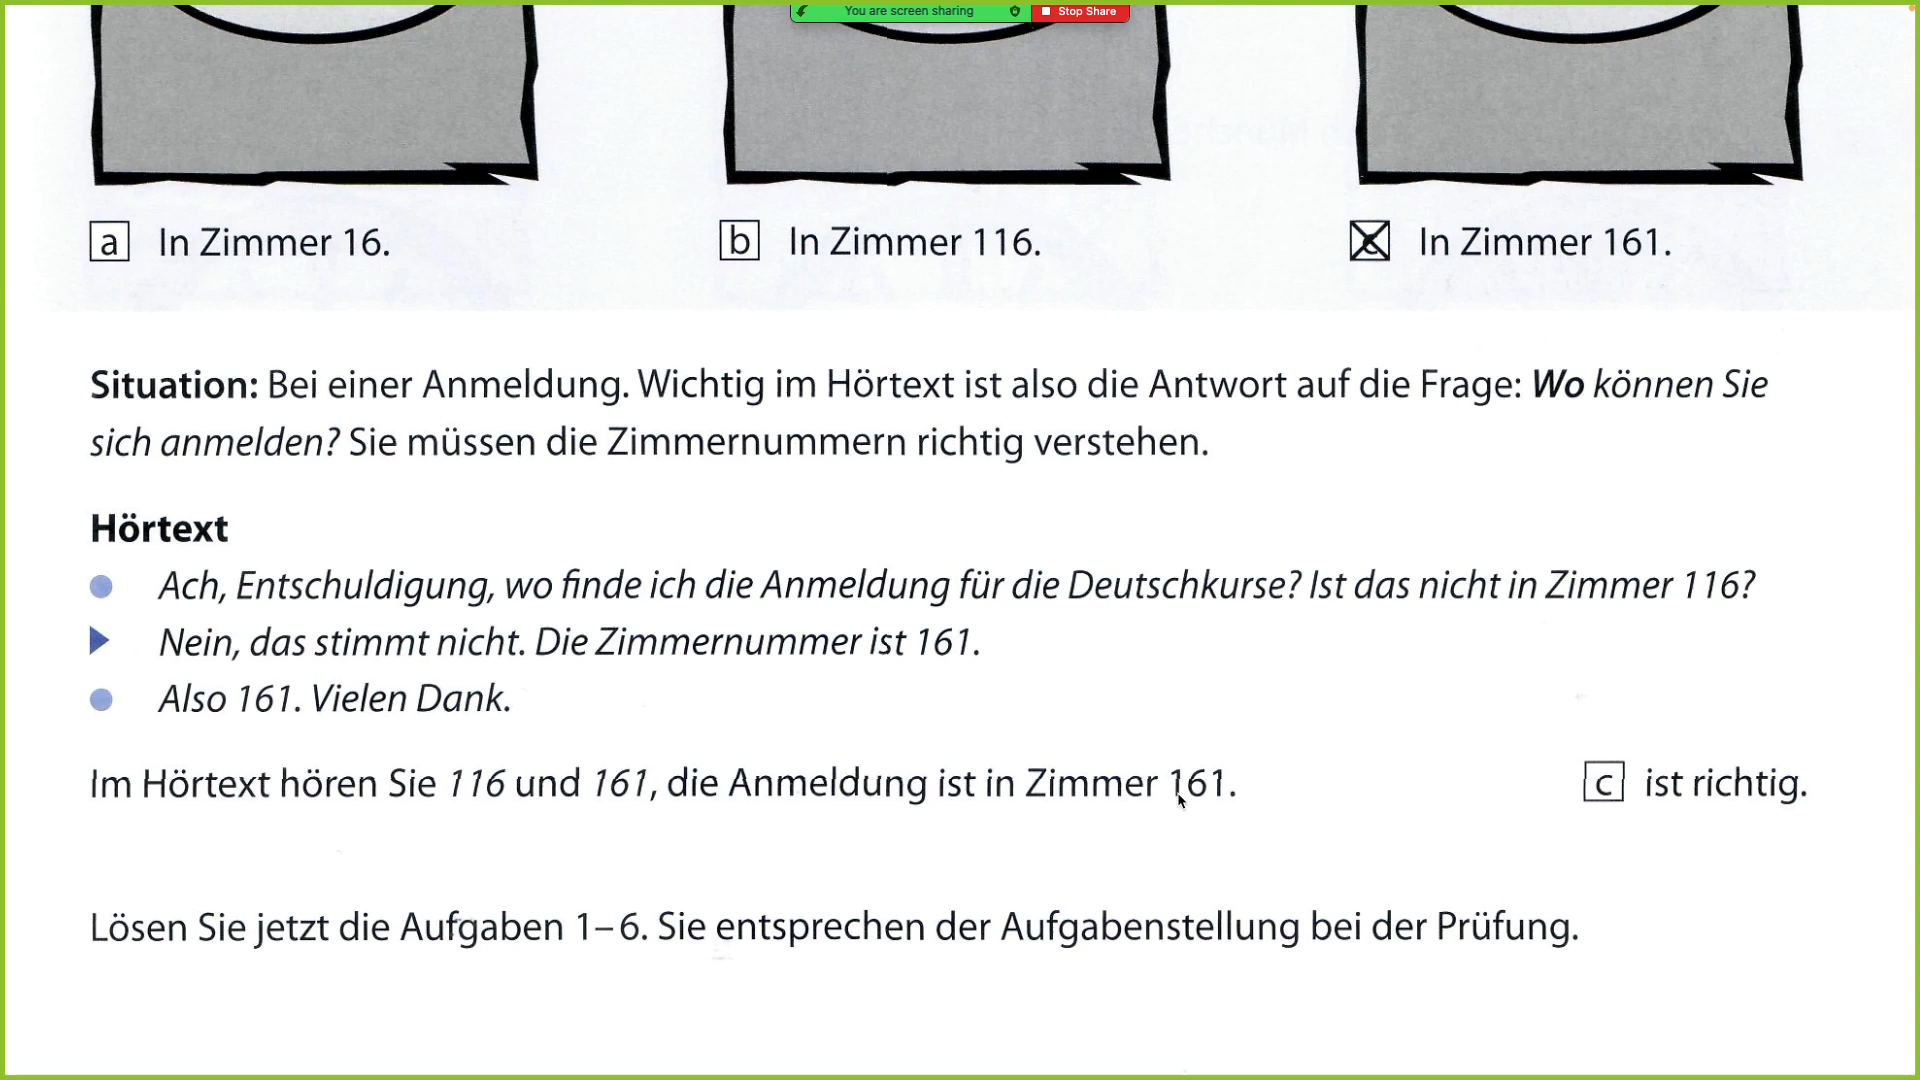 You are screen sharing
Stop Share
a In Zimmer 16.
b In Zimmer 116.
c In Zimmer 161.
Situation: Bei einer Anmeldung. Wichtig im Hörtext ist also die Antwort auf die Frage: Wo können Sie
sich anmelden? Sie müssen die Zimmernummern richtig verstehen.
Hörtext
Ach, Entschuldigung, wo finde ich die Anmeldung für die Deutschkurse? Ist das nicht in Zimmer 116?
Nein, das stimmt nicht. Die Zimmernummer ist 161.
Also 161. Vielen Dank.
Im Hörtext hören Sie 116 und 161, die Anmeldung ist in Zimmer 161. c ist richtig.
Lösen Sie jetzt die Aufgaben 1–6. Sie entsprechen der Aufgabenstellung bei der Prüfung.